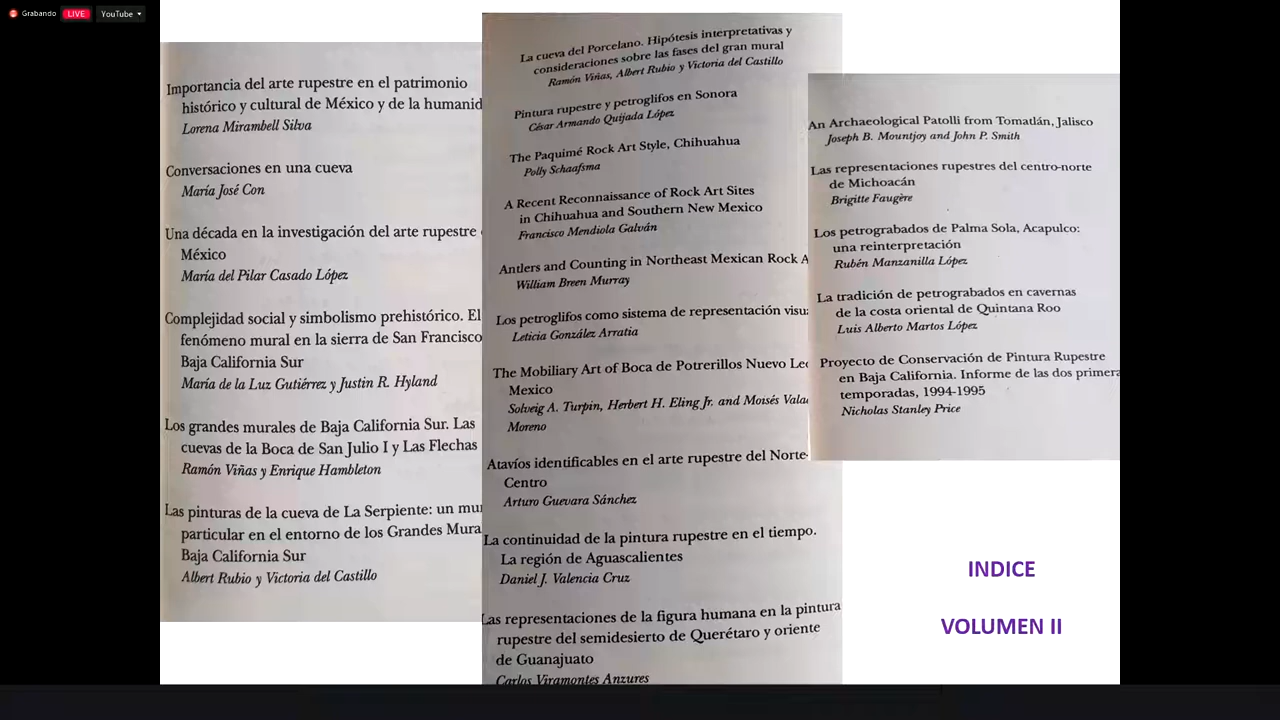 Grabando
LIVE
YouTube
Importancia del arte rupestre en el patrimonio
histórico y cultural de México y de la humanid
Lorena Mirambell Silva
Conversaciones en una cueva
María José Con
Una década en la investigación del arte rupestre
México
María del Pilar Casado López
Complejidad social y simbolismo prehistórico. El
fenómeno mural en la sierra de San Francisco
Baja California Sur
María de la Luz Gutiérrez y Justin R. Hyland
Los grandes murales de Baja California Sur. Las
cuevas de la Boca de San Julio I y Las Flechas
Ramón Viñas y Enrique Hambleton
Las pinturas de la cueva de La Serpiente: un mu
particular en el entorno de los Grandes Mura
Baja California Sur
Albert Rubio y Victoria del Castillo
La cueva del Porcelano. Hipótesis interpretativas y
consideraciones sobre las fases del gran mural
Ramón Viñas, Albert Rubio y Victoria del Castillo
Pintura rupestre y petroglifos en Sonora
César Armando Quijada López
The Paquimé Rock Art Style, Chihuahua
Polly Schaafsma
A Recent Reconnaissance of Rock Art Sites
in Chihuahua and Southern New Mexico
Francisco Mendiola Galván
Antlers and Counting in Northeast Mexican Rock A
William Breen Murray
Los petroglifos como sistema de representación visu
Leticia González Arratia
The Mobiliary Art of Boca de Potrerillos Nuevo Le
Mexico
Solveig A. Turpin, Herbert H. Eling Jr. and Moisés Vala
Moreno
Atavíos identificables en el arte rupestre del Norte-
Centro
Arturo Guevara Sánchez
La continuidad de la pintura rupestre en el tiempo.
La región de Aguascalientes
Daniel J. Valencia Cruz
Las representaciones de la figura humana en la pintura
rupestre del semidesierto de Querétaro y oriente
de Guanajuato
Carlos Viramontes Anzures
An Archaeological Patolli from Tomatlán, Jalisco
Joseph B. Mountjoy and John P. Smith
Las representaciones rupestres del centro-norte
de Michoacán
Brigitte Faugère
Los petrograbados de Palma Sola, Acapulco:
una reinterpretación
Rubén Manzanilla López
La tradición de petrograbados en cavernas
de la costa oriental de Quintana Roo
Luis Alberto Martos López
Proyecto de Conservación de Pintura Rupestre
en Baja California. Informe de las dos primera
temporadas, 1994-1995
Nicholas Stanley Price
INDICE
VOLUMEN II